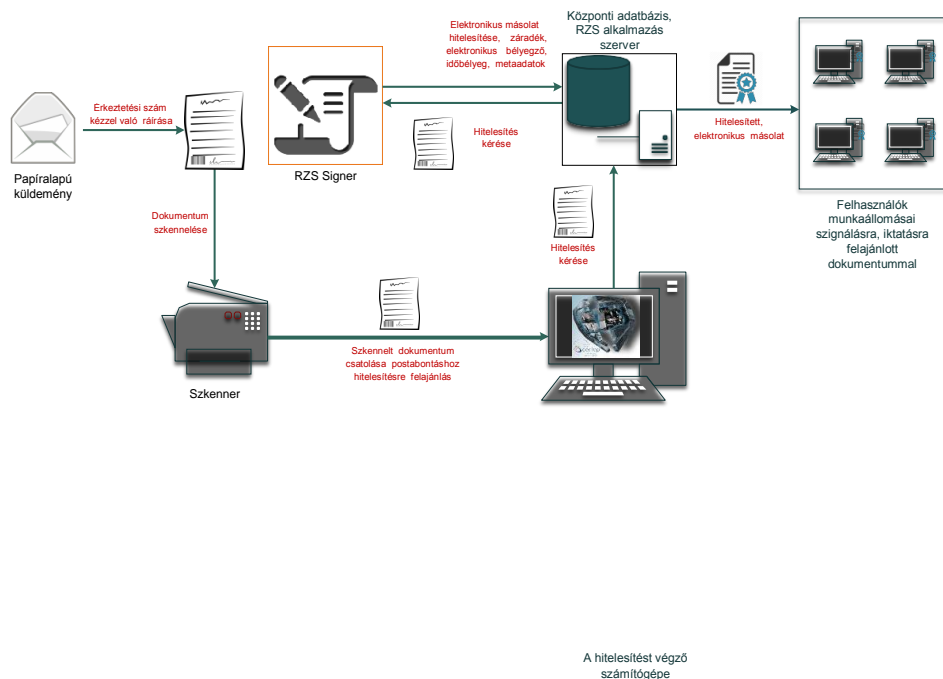 Elektronikus másolat
hitelesítése, záradék,
elektronikus bélyegző,
időbélyeg, metaadatok
Központi adatbázis,
RZS alkalmazás
szerver
Érkeztetési szám
kézzel való ráírása
Papíralapú
küldemény
RZS Signer
Hitelesítés
kérése
Hitelesített,
elektronikus másolat
Felhasználók
munkaállomásai
szignálásra, iktatásra
felajánlott
dokumentummal
Dokumentum
szkennelése
Hitelesítés
kérése
Szkennelt dokumentum
csatolása postabontáshoz
hitelesítésre felajánlás
Szkenner
A hitelesítést végző
számítógépe